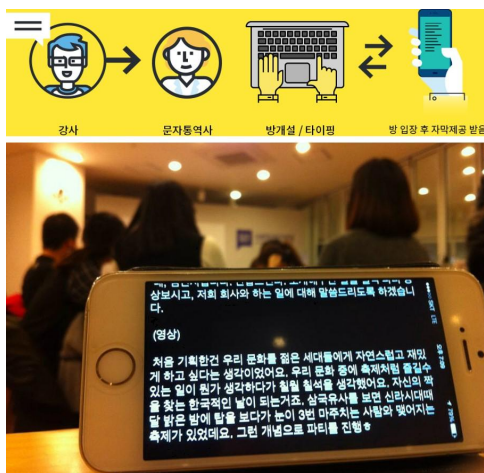 강사
문자통역사
방개설 / 타이핑
방 입장 후 자막제공 받음
상보시고, 저희 회사와 하는 일에 대해 말씀드리도록 하겠습니
다.
(영상)
처음 기획한건 우리 문화를 젊은 세대들에게 자연스럽고 재밌
게 하고 싶다는 생각이었어요. 우리 문화 중에 축제처럼 즐길수
있는 일이 뭔가 생각하다가 칠월 칠석을 생각했어요. 자신의 짝
을 찾는 한국적인 날이 되는거죠. 삼국유사를 보면 신라시대때
달 밝은 밤에 탑을 보다가 눈이 3번 마주치는 사람와 맺어지는
축제가 있었데요. 그런 개념으로 파티를 진행ㅎ